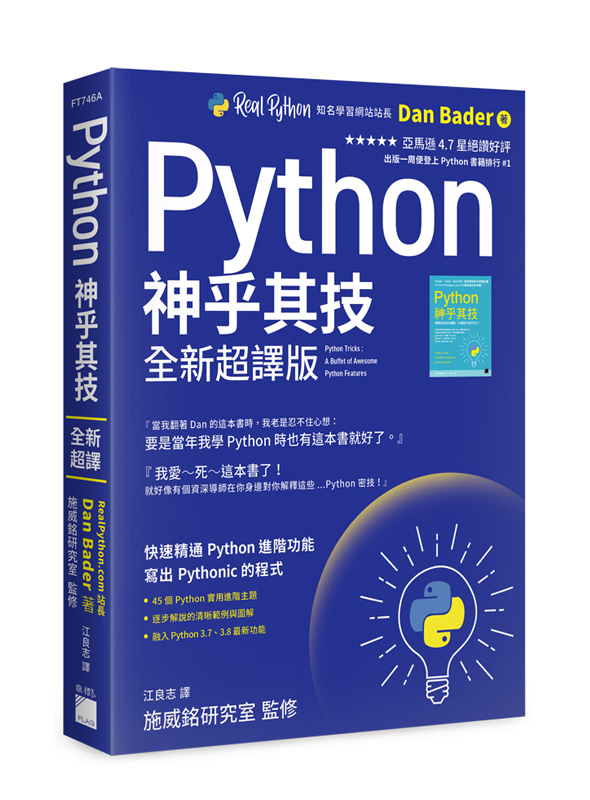 FT746A
Python 神乎其技
全新超譯
RealPython.com 站長
Dan Bader 著
施威銘研究室 監修
江良志 譯
旗標
FLAG
Real Python 知名學習網站站長 Dan Bader 著
★★★★★ 亞馬遜 4.7 星絕讚好評
出版一周便登上 Python 書籍排行 #1
Python
神乎其技
全新超譯版
Python Tricks :
A Buffet of Awesome
Python Features
Python
神乎其技
『當我翻著 Dan 的這本書時，我老是忍不住心想：
要是當年我學 Python 時也有這本書就好了。』
『我愛～死～這本書了！
就好像有個資深導師在你身邊對你解釋這些 ...Python 密技！』
快速精通 Python 進階功能
寫出 Pythonic 的程式
• 45 個 Python 實用進階主題
• 逐步解說的清晰範例與圖解
• 融入 Python 3.7、3.8 最新功能
江良志 譯
施威銘研究室 監修